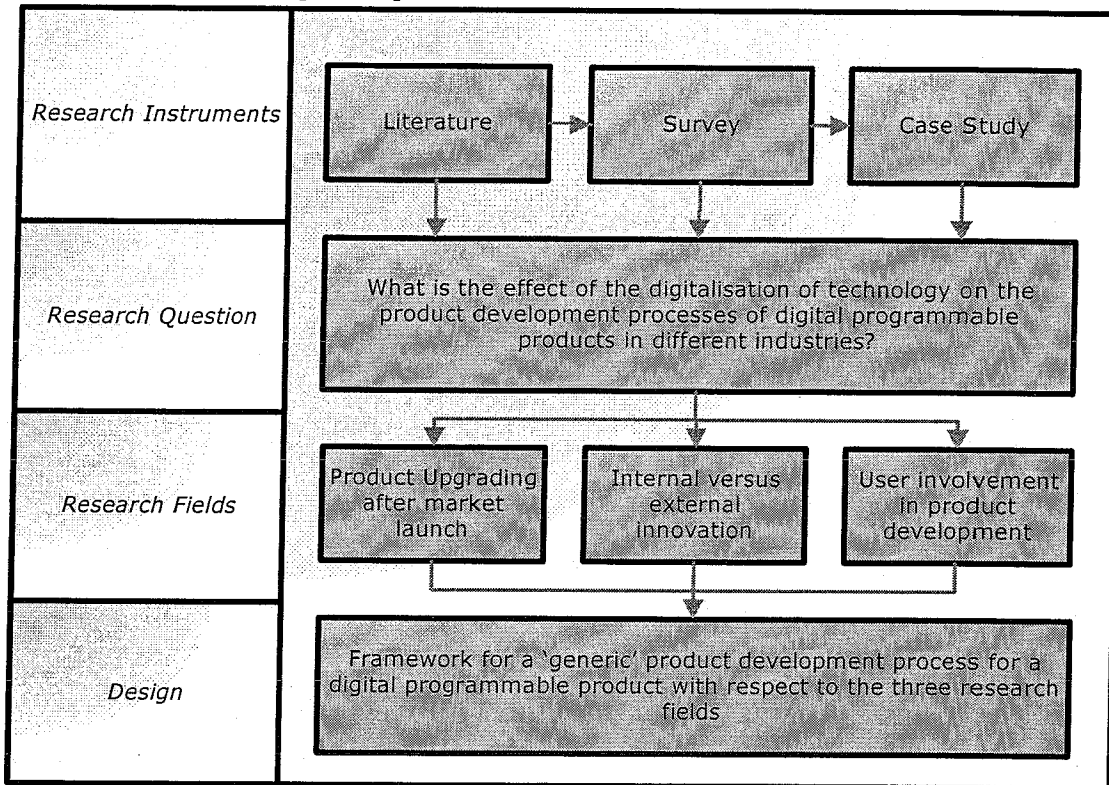 Research Instruments
Literature
Survey
Case Study
Research Question
What is the effect of the digitalisation of technology on the
product development processes of digital programmable
products in different industries?
Research Fields
Product Upgrading
after market
launch
Internal versus
external
innovation
User involvement
in product
development
Design
Framework for a 'generic' product development process for a
digital programmable product with respect to the three research
fields